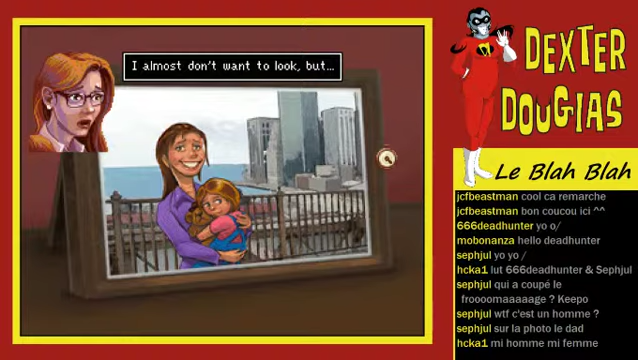 I almost don't want to look, but...
DEXTER
DOUGIAS
Le Blah Blah
jcfbeastman cool ca remarche
jcfbeastman bon coucou ici ^^
666deadhunter yo o/
mobonanza hello deadhunter
sephjul yo yo /
hcka1 lut 666deadhunter & Sephjul
sephjul qui a coupé le
froooomaaaage ? Keepo
sephjul wtf c'est un homme ?
sephjul sur la photo le dad
hcka1 mi homme mi femme